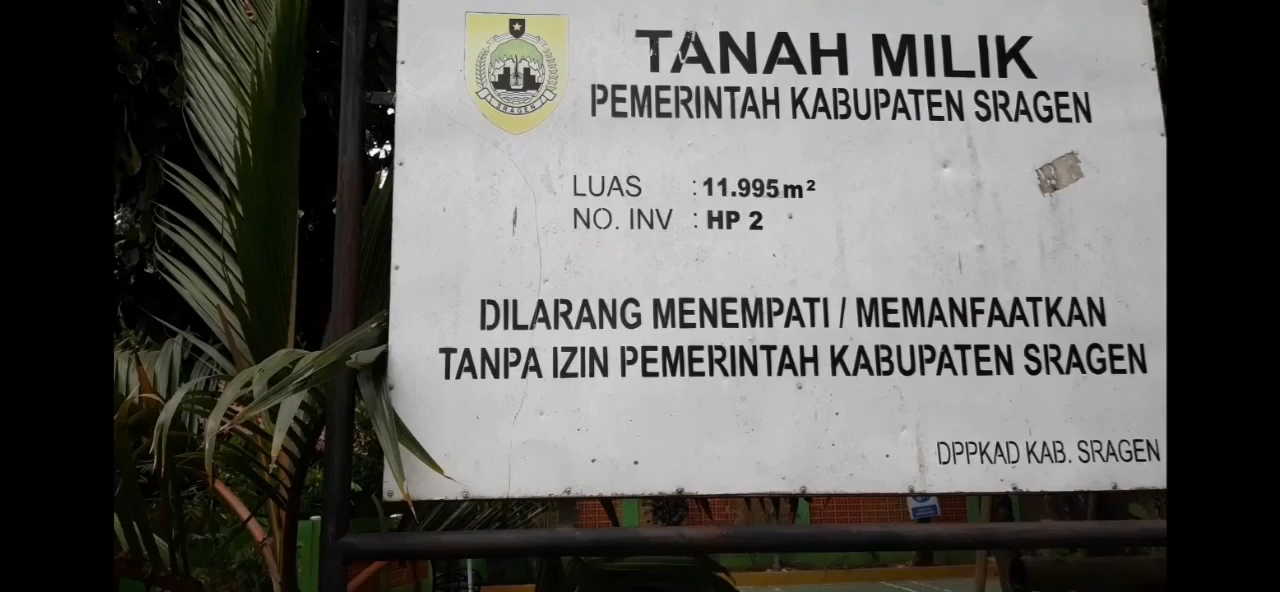 SRAGEN
TANAH MILIK
PEMERINTAH KABUPATEN SRAGEN
LUAS : 11.995 m²
NO. INV : HP 2
DILARANG MENEMPATI / MEMANFAATKAN
TANPA IZIN PEMERINTAH KABUPATEN SRAGEN
DPPKAD KAB. SRAGEN